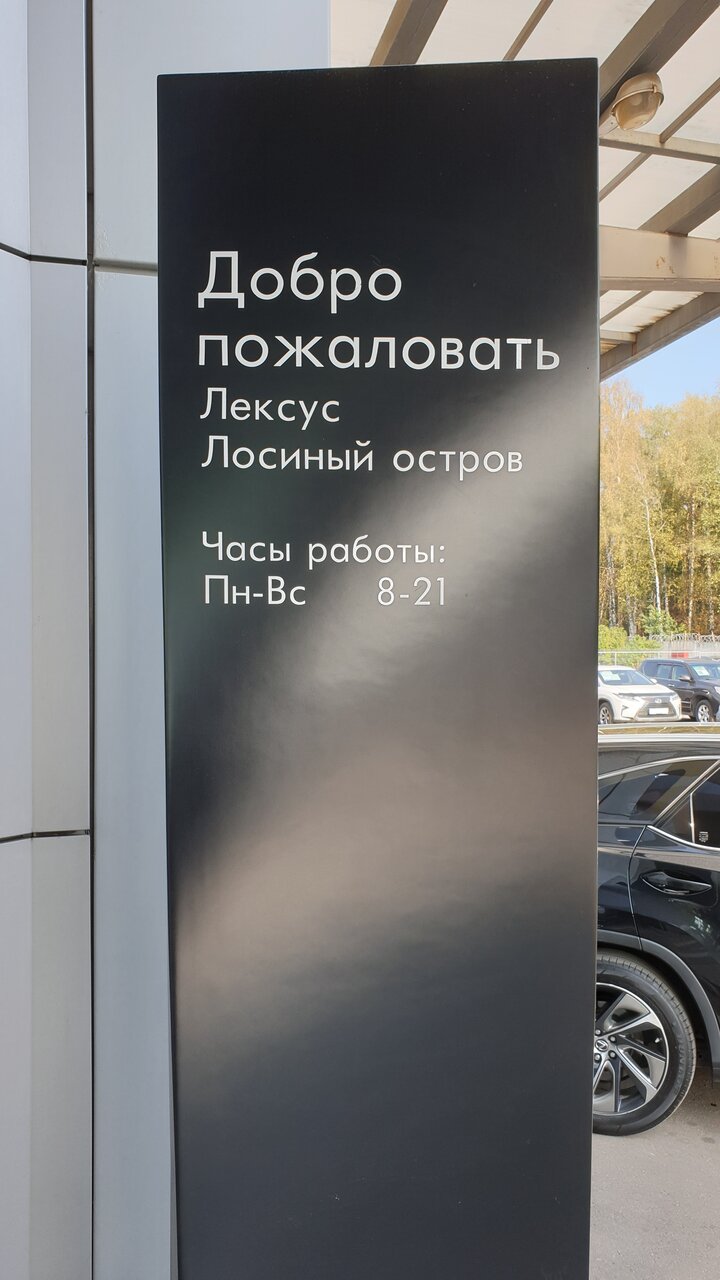 Добро
пожаловать
Лексус
Лосиный остров
Часы работы:
Пн-Вс 8-21